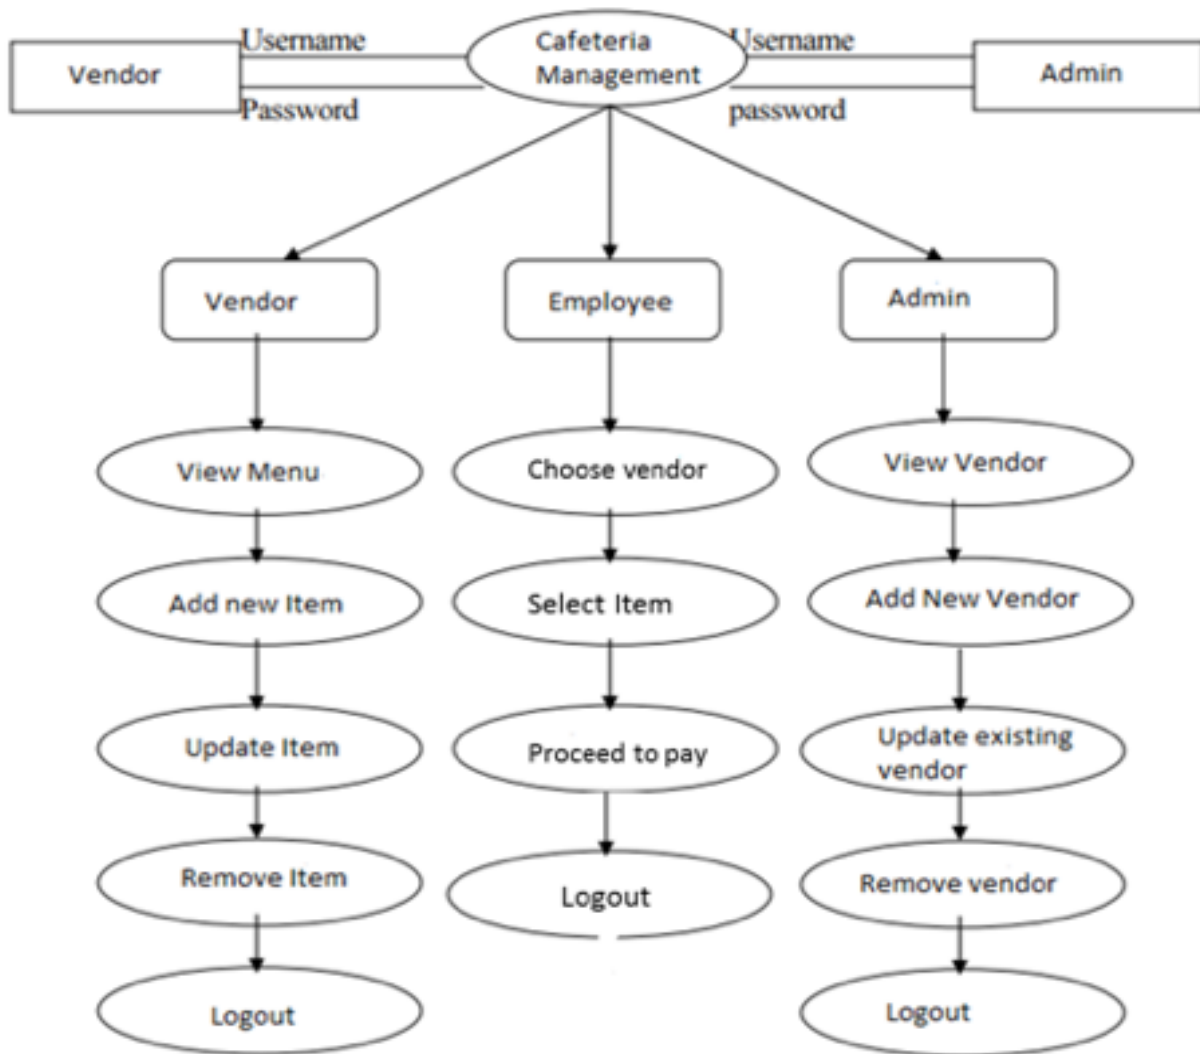 Username
Cafeteria
Management
Username
Vendor
Admin
Password
password
Vendor
Employee
Admin
View Menu
Choose vendor
View Vendor
Add new Item
Select Item
Add New Vendor
Update Item
Proceed to pay
Update existing
vendor
Remove Item
Logout
Remove vendor
Logout
Logout